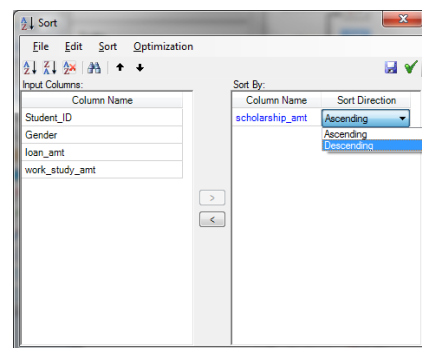 Sort
File Edit Sort Optimization
Input Columns:
Column Name
Student_ID
Gender
loan_amt
work_study_amt
>
<
Sort By:
Column Name Sort Direction
scholarship_amt Ascending
Ascending
Descending